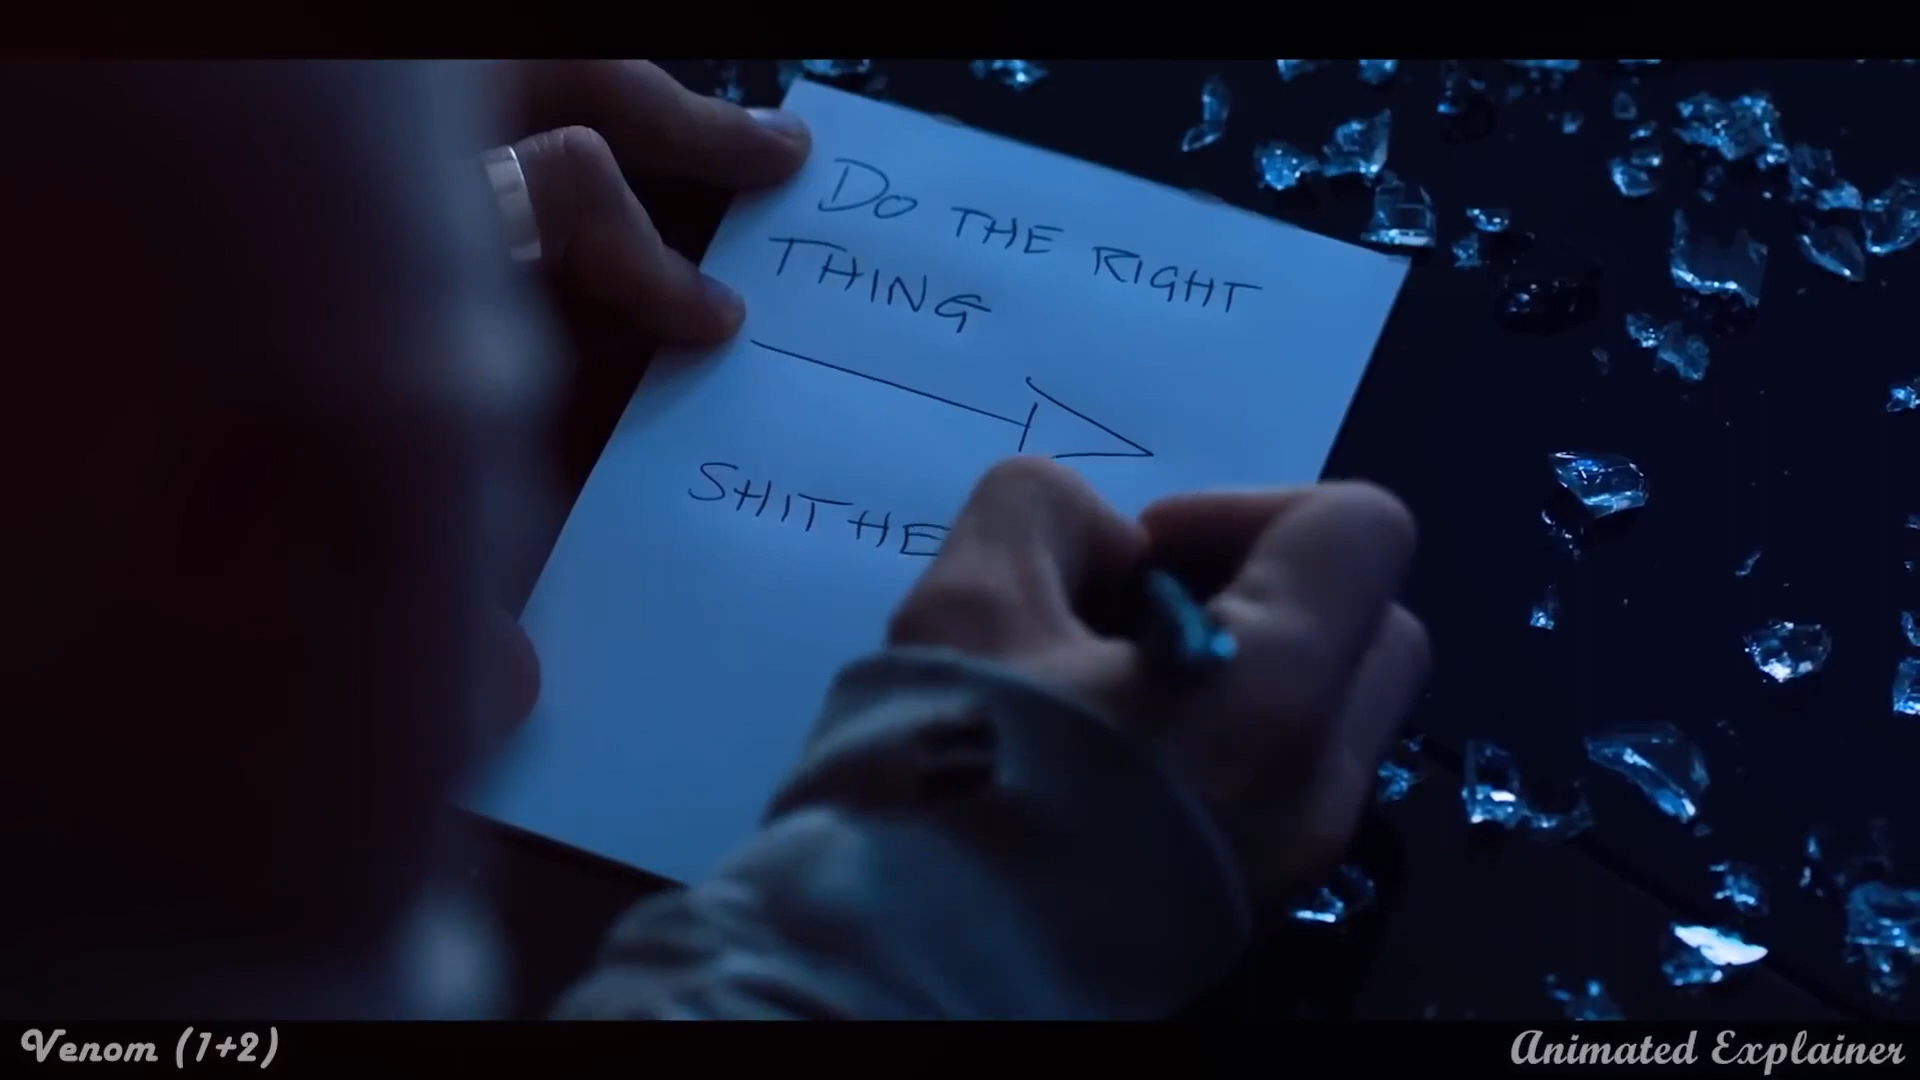 DO THE RIGHT
THING
SHITHE
Venom (1+2)
Animated Explainer